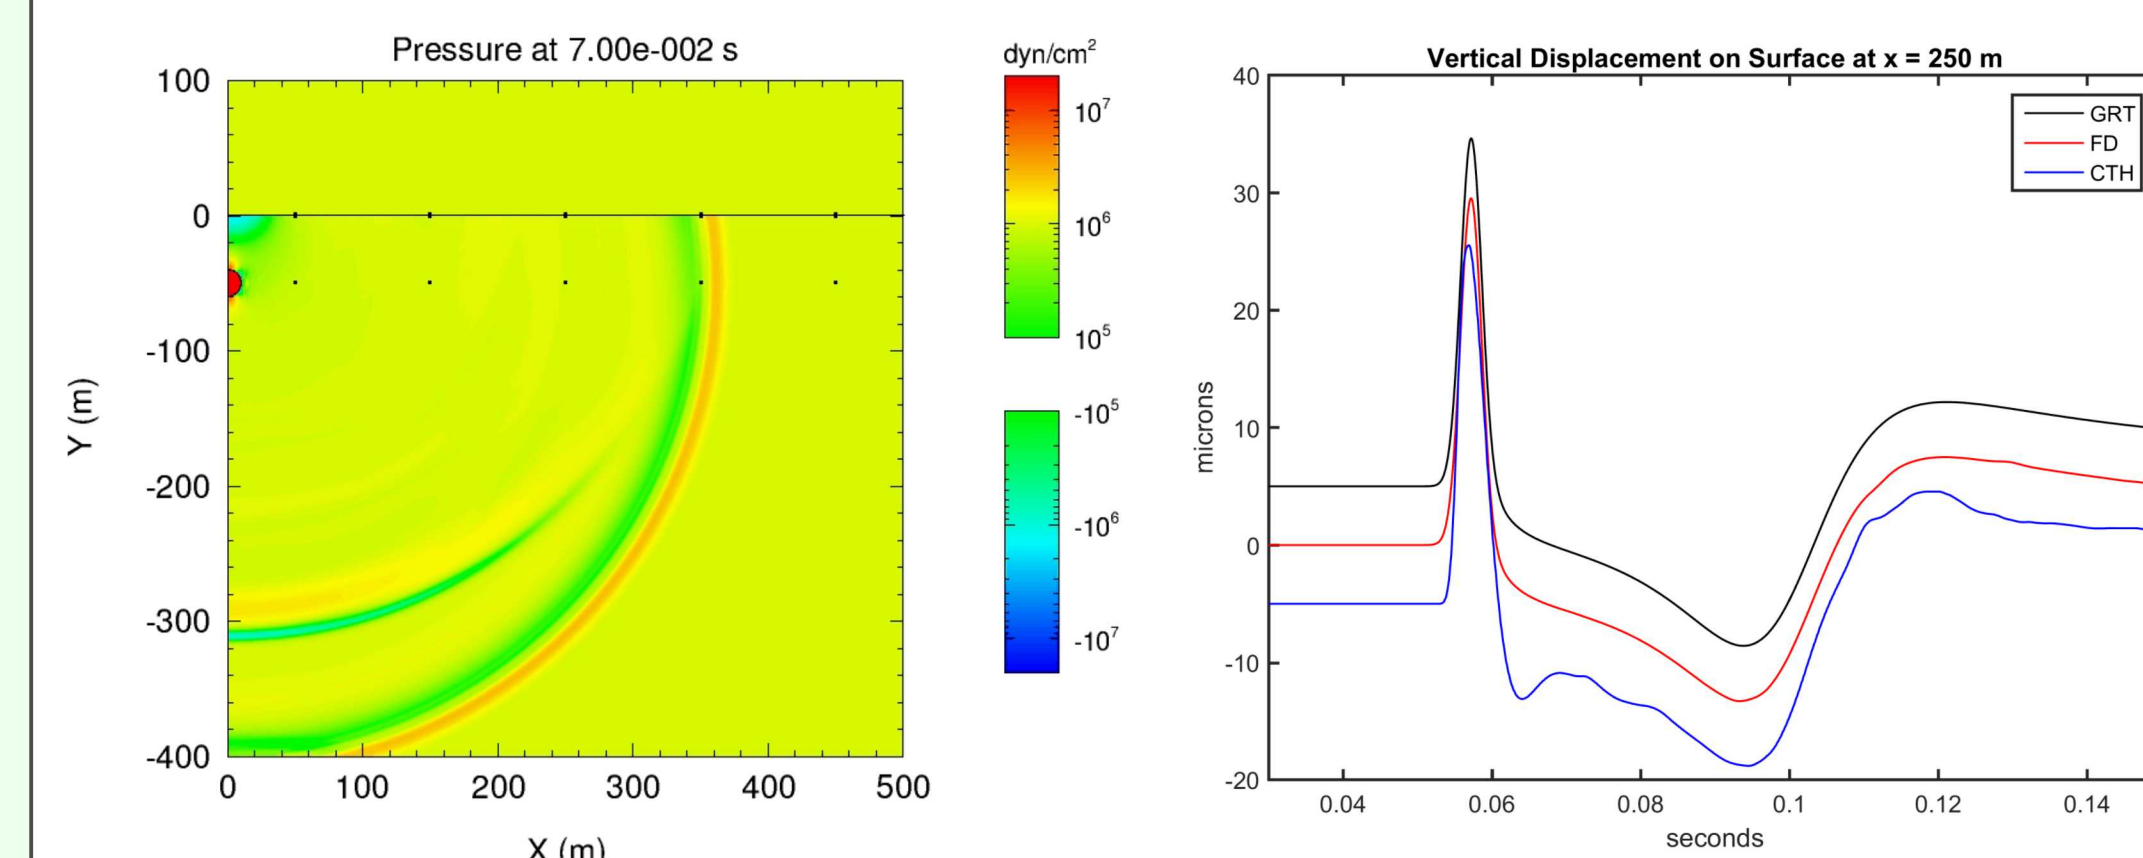 Pressure at 7.00e-002 s
dyn/cm²
100
0
-100
-200
-300
-400
Y (m)
0 100 200 300 400 500
X (m)
10⁷
10⁶
10⁵
-10⁵
-10⁶
-10⁷
Vertical Displacement on Surface at x = 250 m
40
30
20
10
0
-10
-20
microns
GRT
FD
CTH
0.04 0.06 0.08 0.1 0.12 0.14
seconds